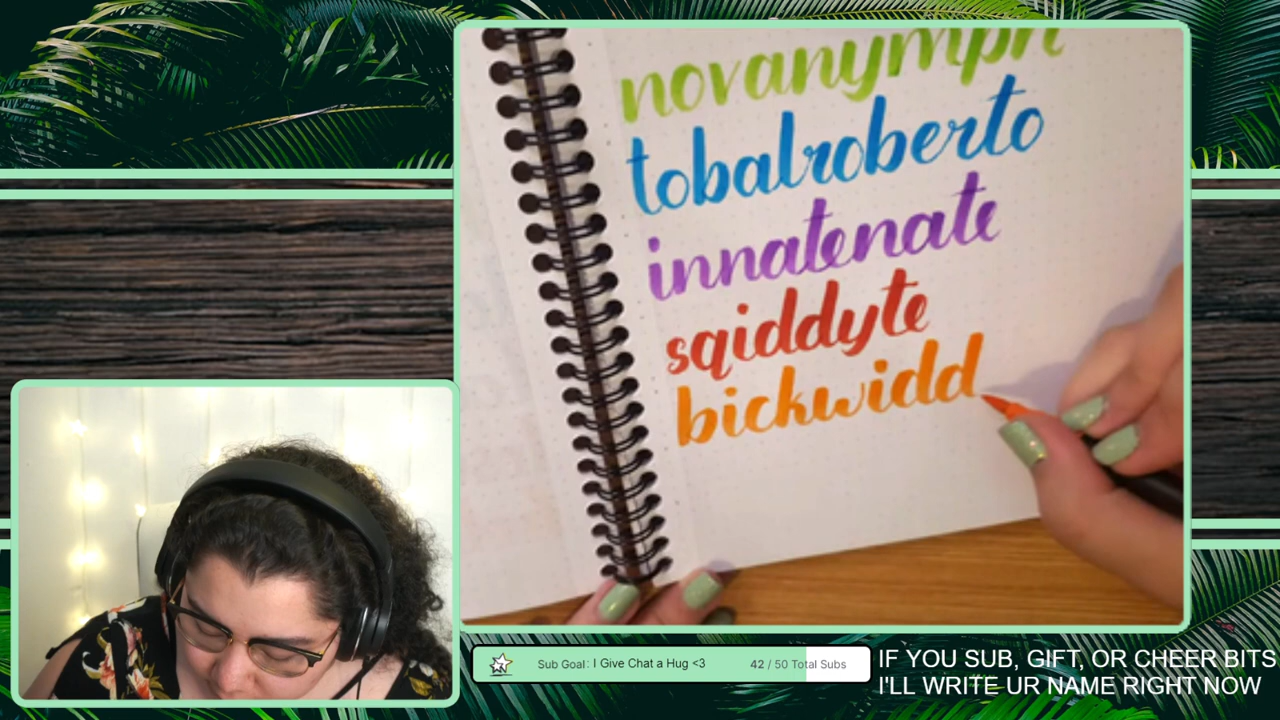 novanymph
tobalroberto
innatenate
sqiddyte
bickwidd
Sub Goal: I Give Chat a Hug <3 42 / 50 Total Subs
IF YOU SUB, GIFT, OR CHEER BITS
I'LL WRITE UR NAME RIGHT NOW